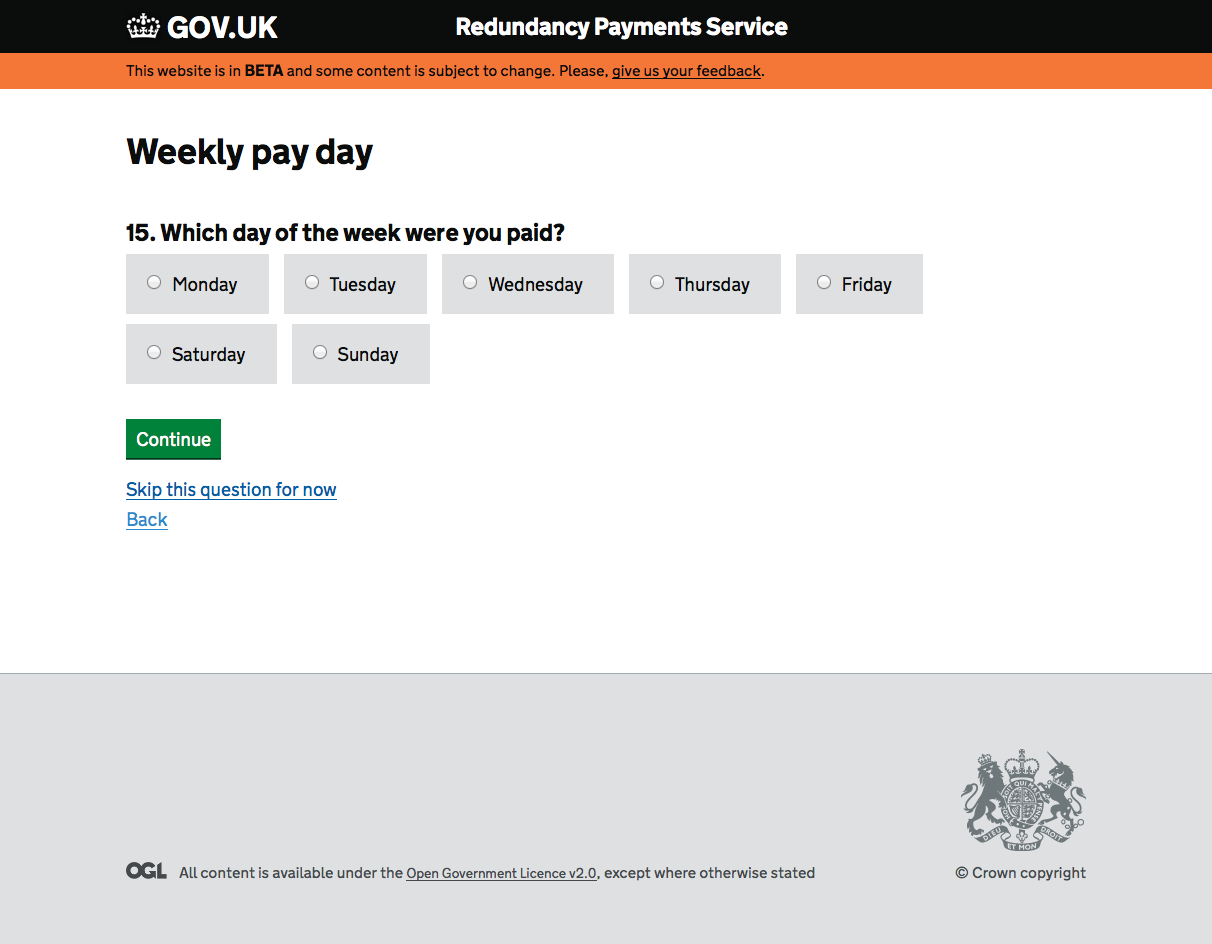 GOV.UK Redundancy Payments Service
This website is in BETA and some content is subject to change. Please, give us your feedback.
Weekly pay day
15. Which day of the week were you paid?
Monday Tuesday Wednesday Thursday Friday
Saturday Sunday
Continue
Skip this question for now
Back
DIEU ET MON DROIT
OGL All content is available under the Open Government Licence v2.0, except where otherwise stated © Crown copyright